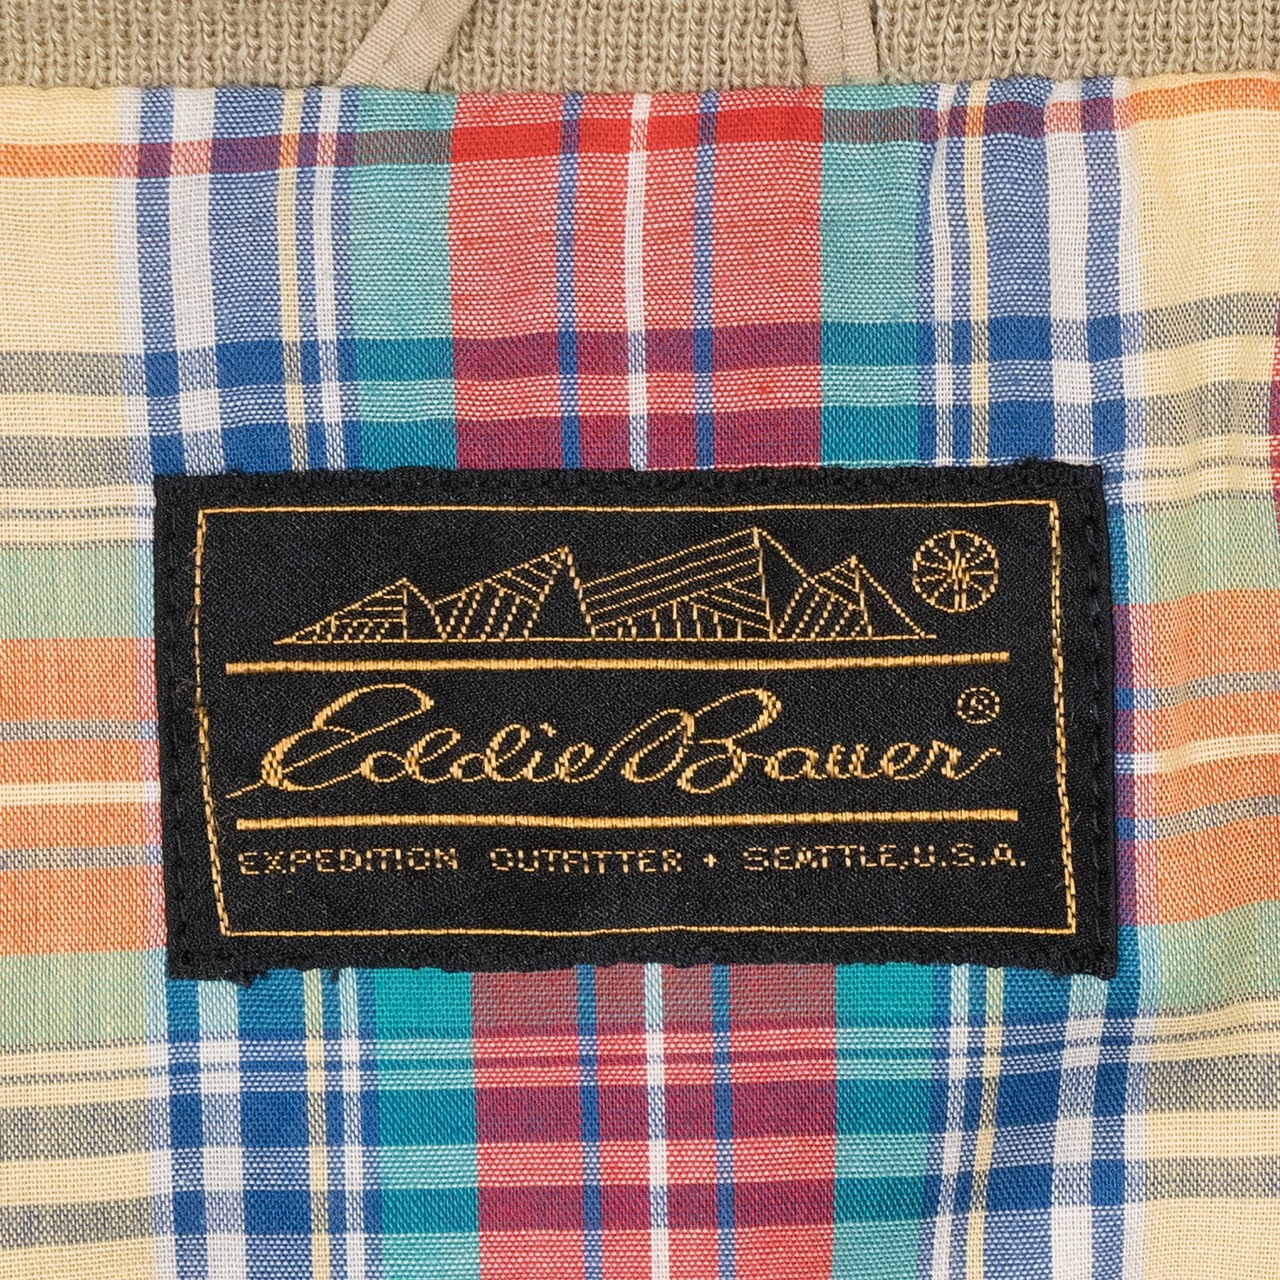 Eddie Bauer ®
EXPEDITION OUTFITTER + SEATTLE, U.S.A.